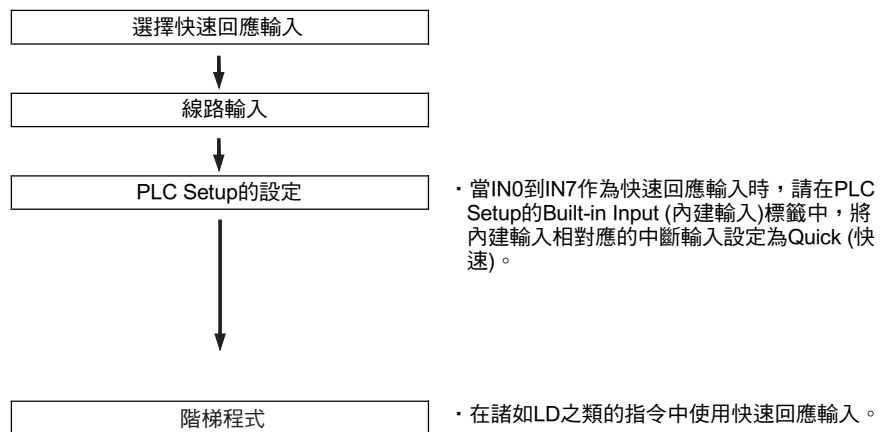 選擇快速回應輸入
線路輸入
PLC Setup的設定
・當IN0到IN7作為快速回應輸入時，請在PLC
Setup的Built-in Input (內建輸入)標籤中，將
內建輸入相對應的中斷輸入設定為Quick (快
速)。
階梯程式
・在諸如LD之類的指令中使用快速回應輸入。